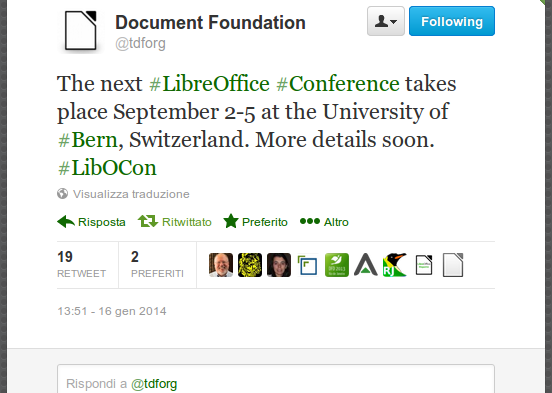 Document Foundation
@tdforg
Following
The next #LibreOffice #Conference takes
place September 2-5 at the University of
#Bern, Switzerland. More details soon.
#LibOCon
Visualizza traduzione
Risposta Ritwittato Preferito Altro
19 2
RETWEET PREFERITI
13:51 - 16 gen 2014
Rispondi a @tdforg